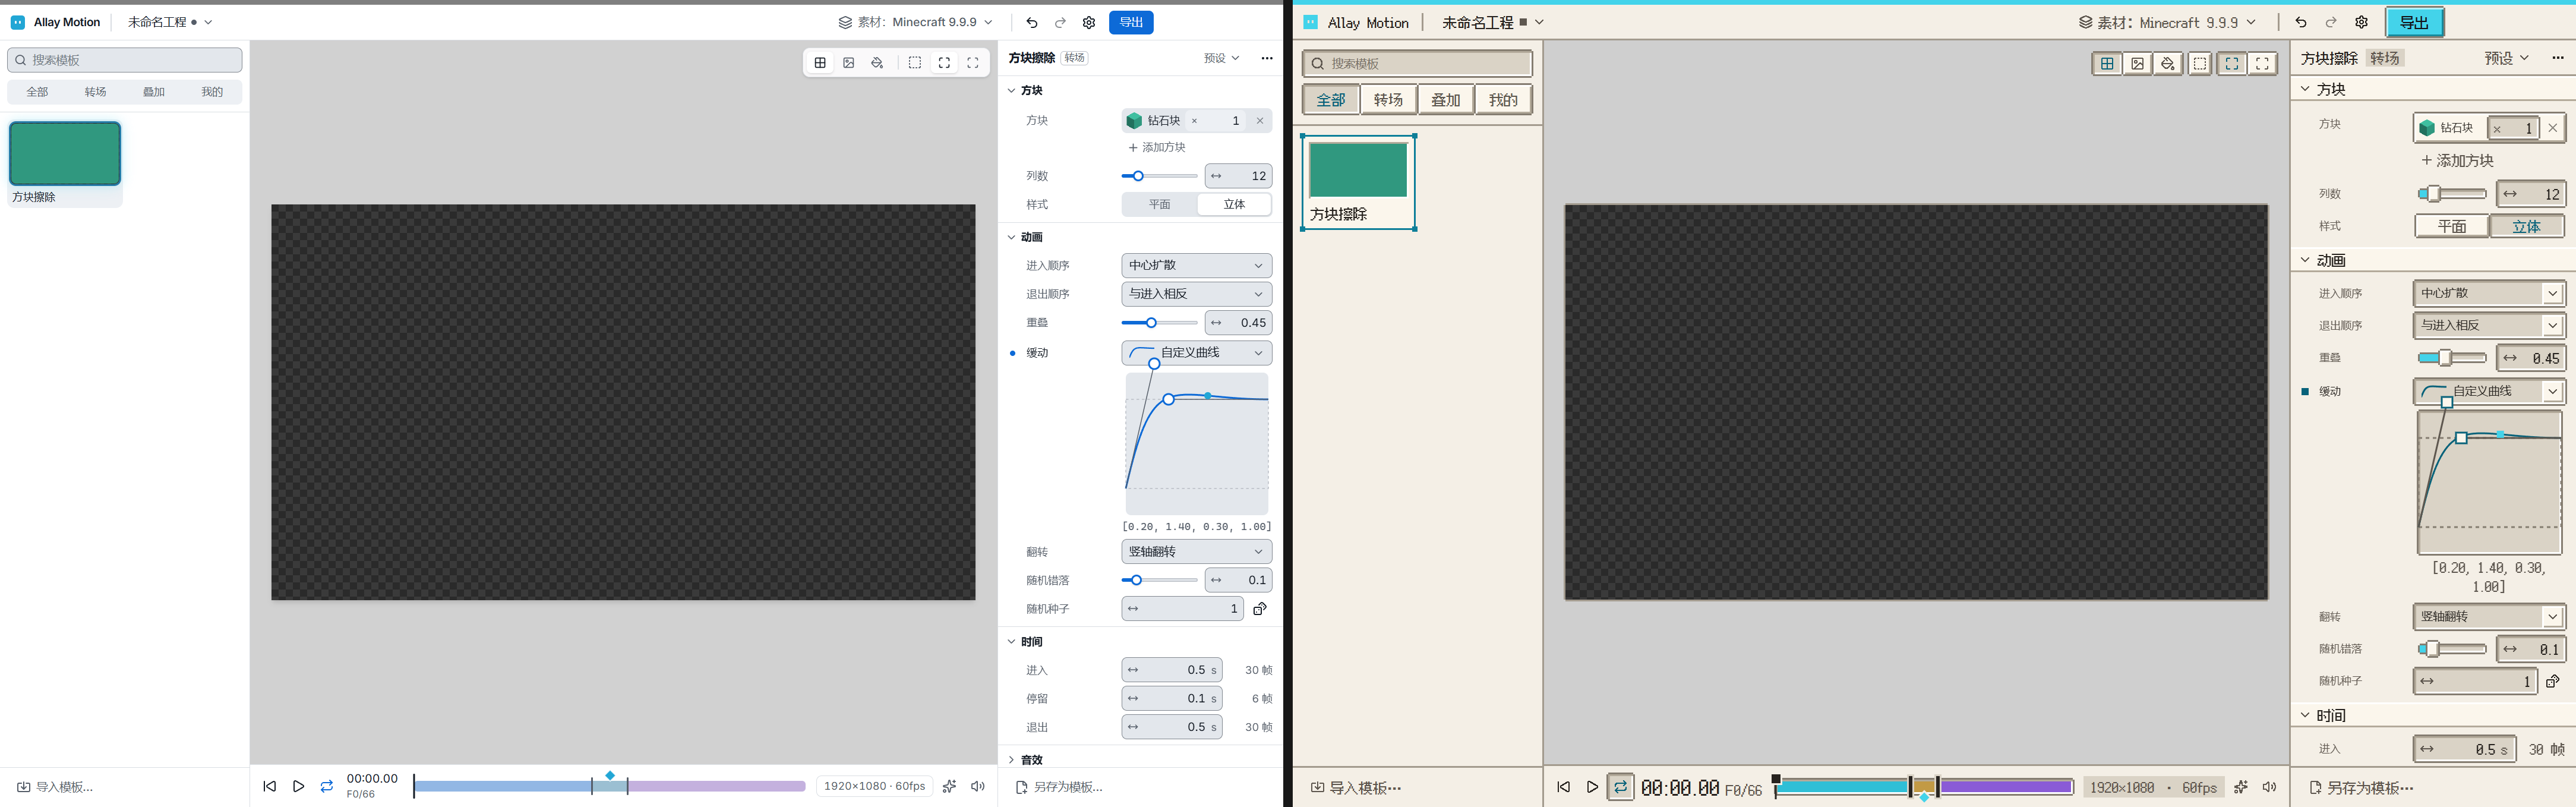 Allay Motion 未命名工程
素材: Minecraft 9.9.9 导出
搜索模板
全部 转场 叠加 我的
方块擦除
导入模板...
00:00.00
F0/66
1920×1080 · 60fps
方块擦除 转场 预设
方块
方块 钻石块 × 1
添加方块
列数 12
样式 平面 立体
动画
进入顺序 中心扩散
退出顺序 与进入相反
重叠 0.45
缓动 自定义曲线
[0.20, 1.40, 0.30, 1.00]
翻转 竖轴翻转
随机错落 0.1
随机种子 1
时间
进入 0.5 s 30 帧
停留 0.1 s 6 帧
退出 0.5 s 30 帧
音效
另存为模板...
Allay Motion 未命名工程
素材: Minecraft 9.9.9 导出
搜索模板
全部 转场 叠加 我的
方块擦除
导入模板...
00:00.00 F0/66
1920×1080 · 60fps
方块擦除 转场 预设
方块
方块 钻石块 × 1
添加方块
列数 12
样式 平面 立体
动画
进入顺序 中心扩散
退出顺序 与进入相反
重叠 0.45
缓动 自定义曲线
[0.20, 1.40, 0.30,
1.00]
翻转 竖轴翻转
随机错落 0.1
随机种子 1
时间
进入 0.5 s 30 帧
另存为模板...